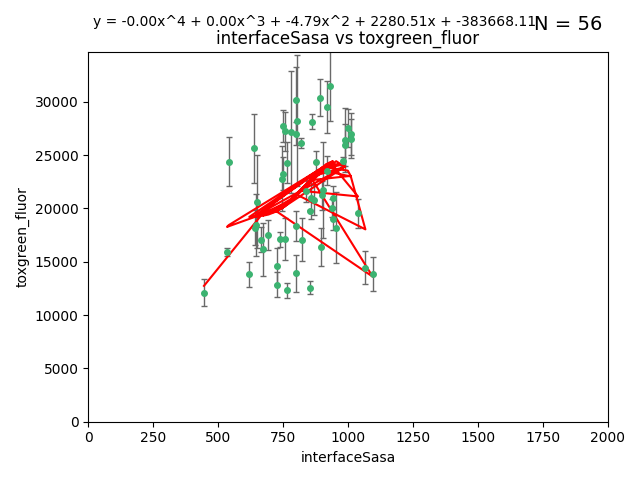 y = -0.00x^4 + 0.00x^3 + -4.79x^2 + 2280.51x + -383668.11
N = 56
interfaceSasa vs toxgreen_fluor
30000
25000
20000
15000
10000
5000
0
toxgreen_fluor
0 250 500 750 1000 1250 1500 1750 2000
interfaceSasa